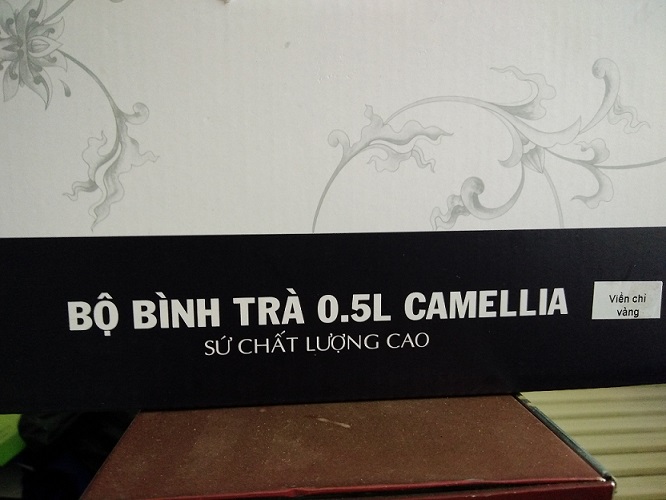 BỘ BÌNH TRÀ 0.5L CAMELLIA
SỨ CHẤT LƯỢNG CAO
Viền chỉ
vàng